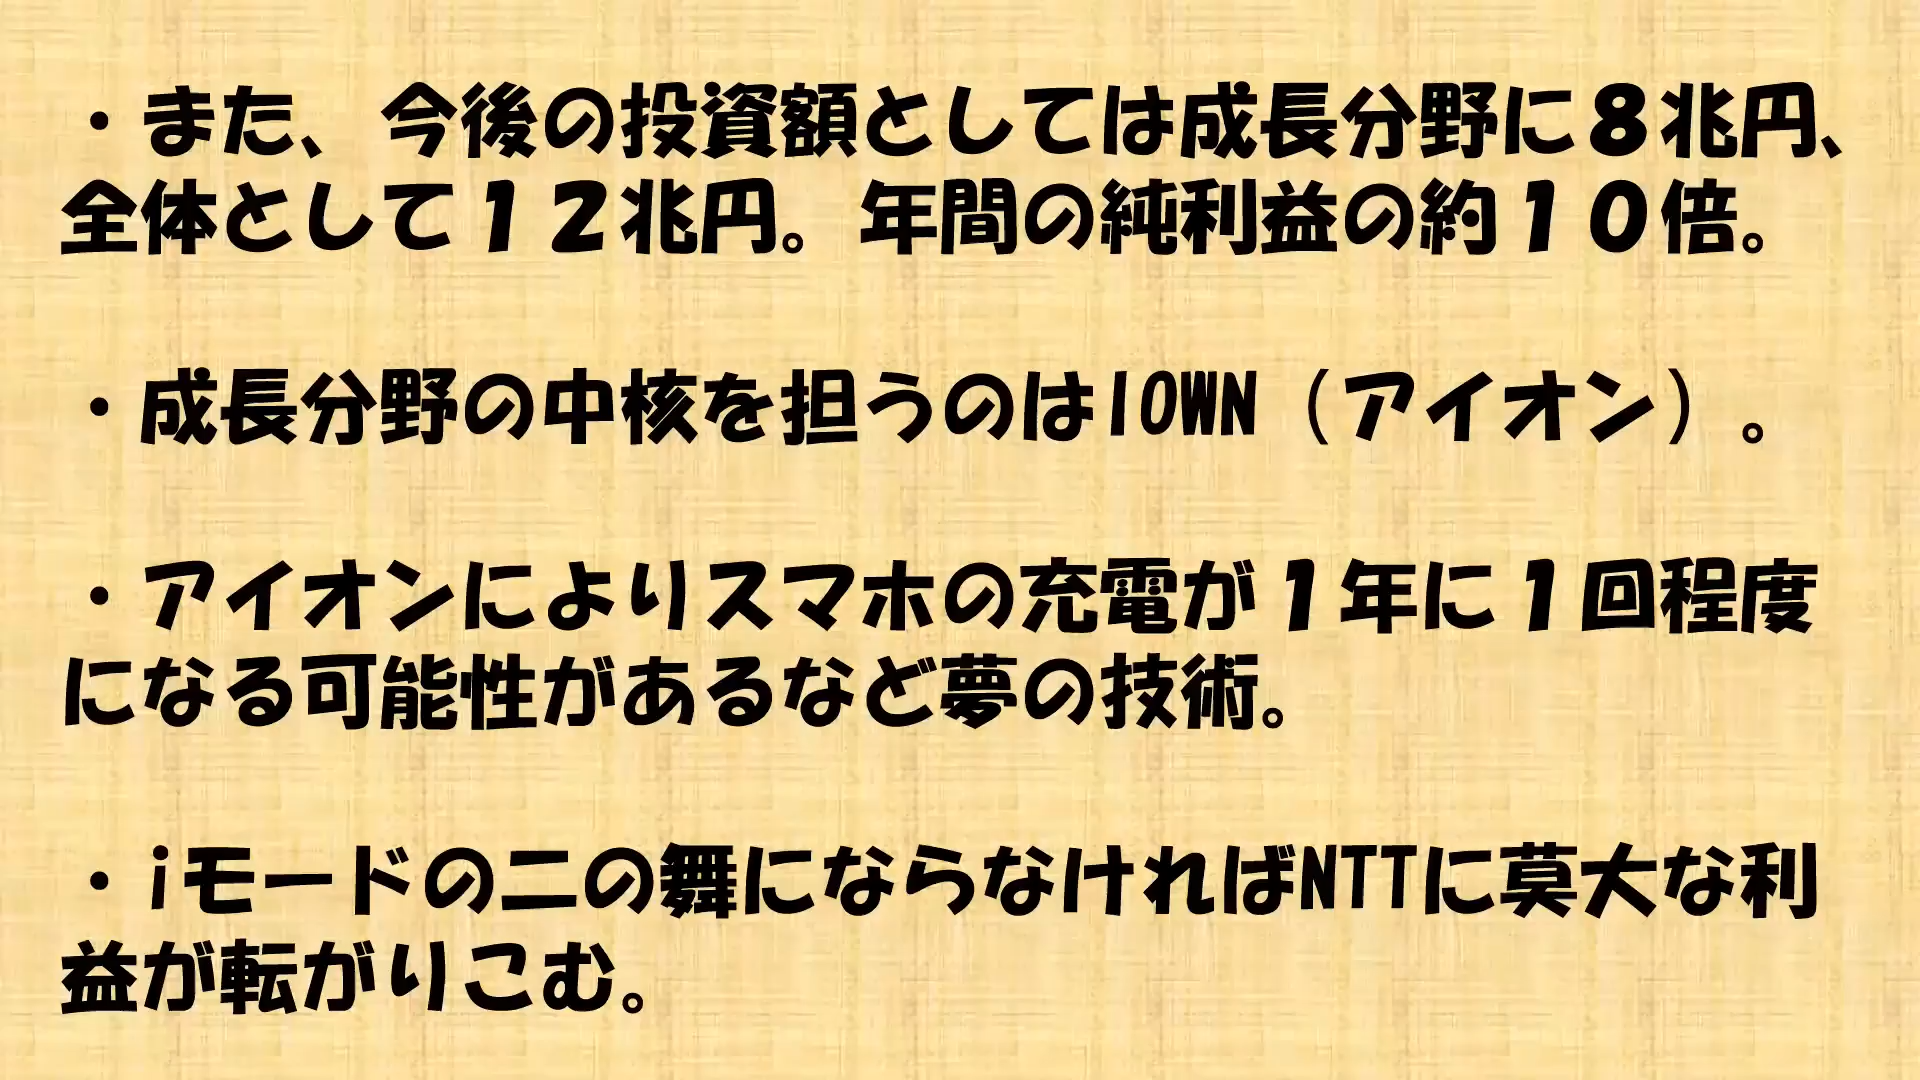 ・また、今後の投資額としては成長分野に８兆円、
全体として１２兆円。年間の純利益の約１０倍。
・成長分野の中核を担うのはIOWN（アイオン）。
・アイオンによりスマホの充電が１年に１回程度
になる可能性があるなど夢の技術。
・iモードの二の舞にならなければNTTに莫大な利
益が転がりこむ。